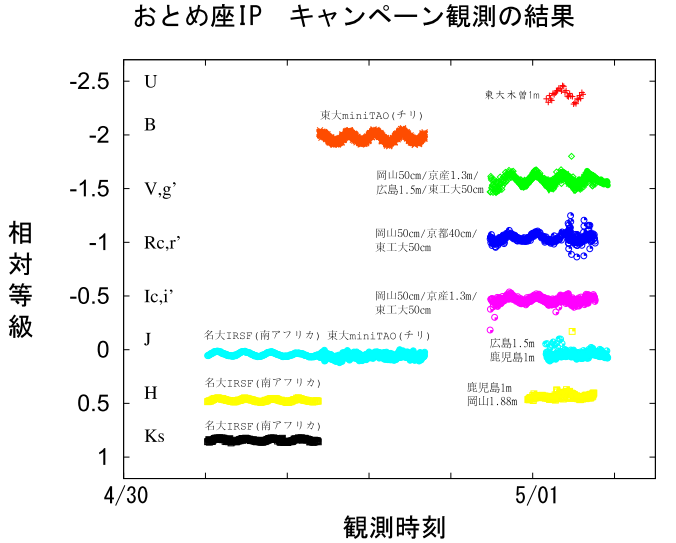 おとめ座IP　キャンペーン観測の結果
-2.5
U
東大木曽1m
東大miniTAO(チリ)
B
-2
岡山50cm/京産1.3m/
広島1.5m/東工大50cm
V,g'
-1.5
岡山50cm/京都40cm/
東工大50cm
Rc,r'
-1
岡山50cm/京産1.3m/
東工大50cm
Ic,i'
-0.5
名大IRSF(南アフリカ) 東大miniTAO(チリ)
広島1.5m
鹿児島1m
J
0
名大IRSF(南アフリカ)
鹿児島1m
岡山1.88m
H
0.5
名大IRSF(南アフリカ)
Ks
1
相対等級
4/30
5/01
観測時刻